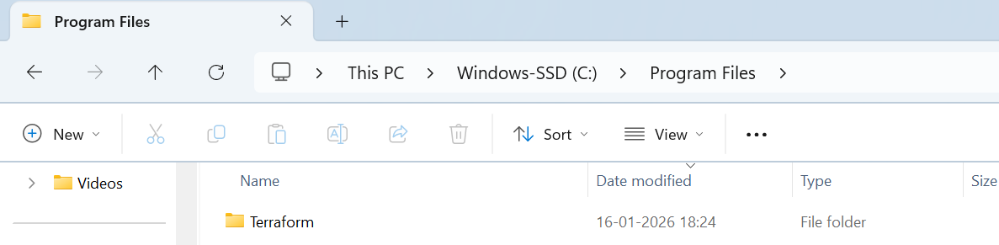 Program Files
This PC > Windows-SSD (C:) > Program Files >
New Sort View
Videos
Name Date modified Type Size
Terraform 16-01-2026 18:24 File folder